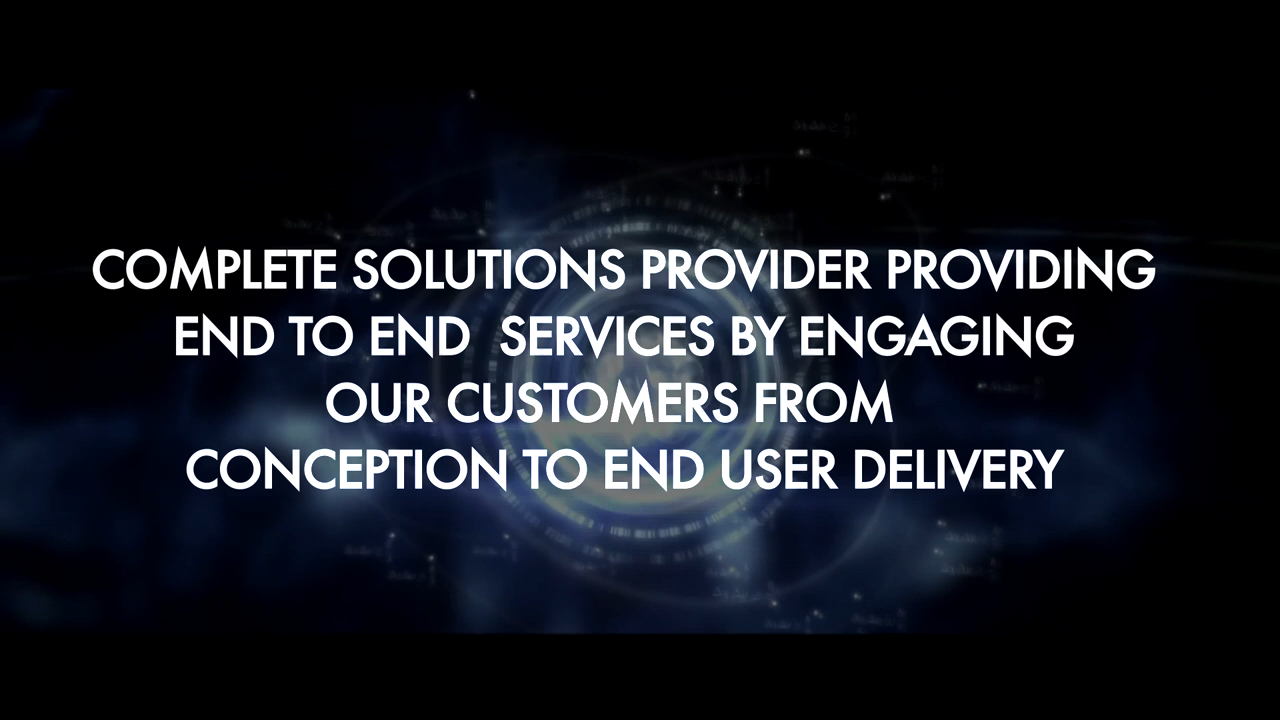 COMPLETE SOLUTIONS PROVIDER PROVIDING
END TO END  SERVICES BY ENGAGING
OUR CUSTOMERS FROM
CONCEPTION TO END USER DELIVERY